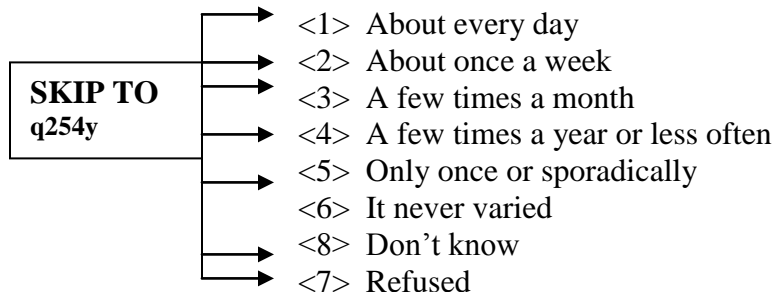 SKIP TO
q254y
<1> About every day
<2> About once a week
<3> A few times a month
<4> A few times a year or less often
<5> Only once or sporadically
<6> It never varied
<8> Don’t know
<7> Refused